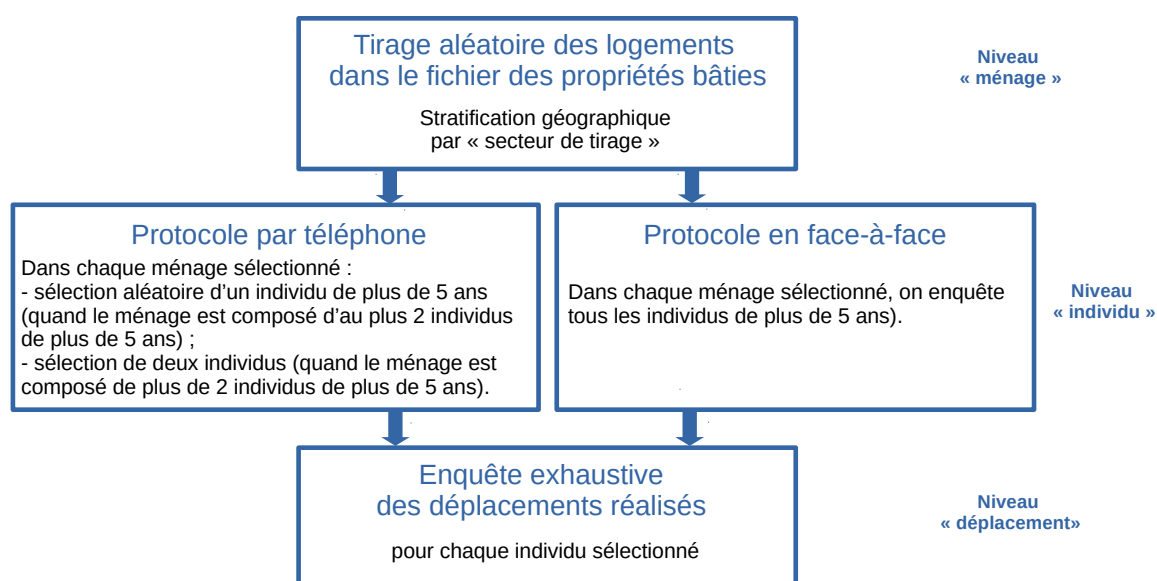 Tirage aléatoire des logements
dans le fichier des propriétés bâties
Stratification géographique
par « secteur de tirage »
Niveau
« ménage »
Protocole par téléphone
Dans chaque ménage sélectionné :
- sélection aléatoire d’un individu de plus de 5 ans
(quand le ménage est composé d’au plus 2 individus
de plus de 5 ans) ;
- sélection de deux individus (quand le ménage est
composé de plus de 2 individus de plus de 5 ans).
Protocole en face-à-face
Dans chaque ménage sélectionné, on enquête
tous les individus de plus de 5 ans).
Niveau
« individu »
Enquête exhaustive
des déplacements réalisés
pour chaque individu sélectionné
Niveau
« déplacement»